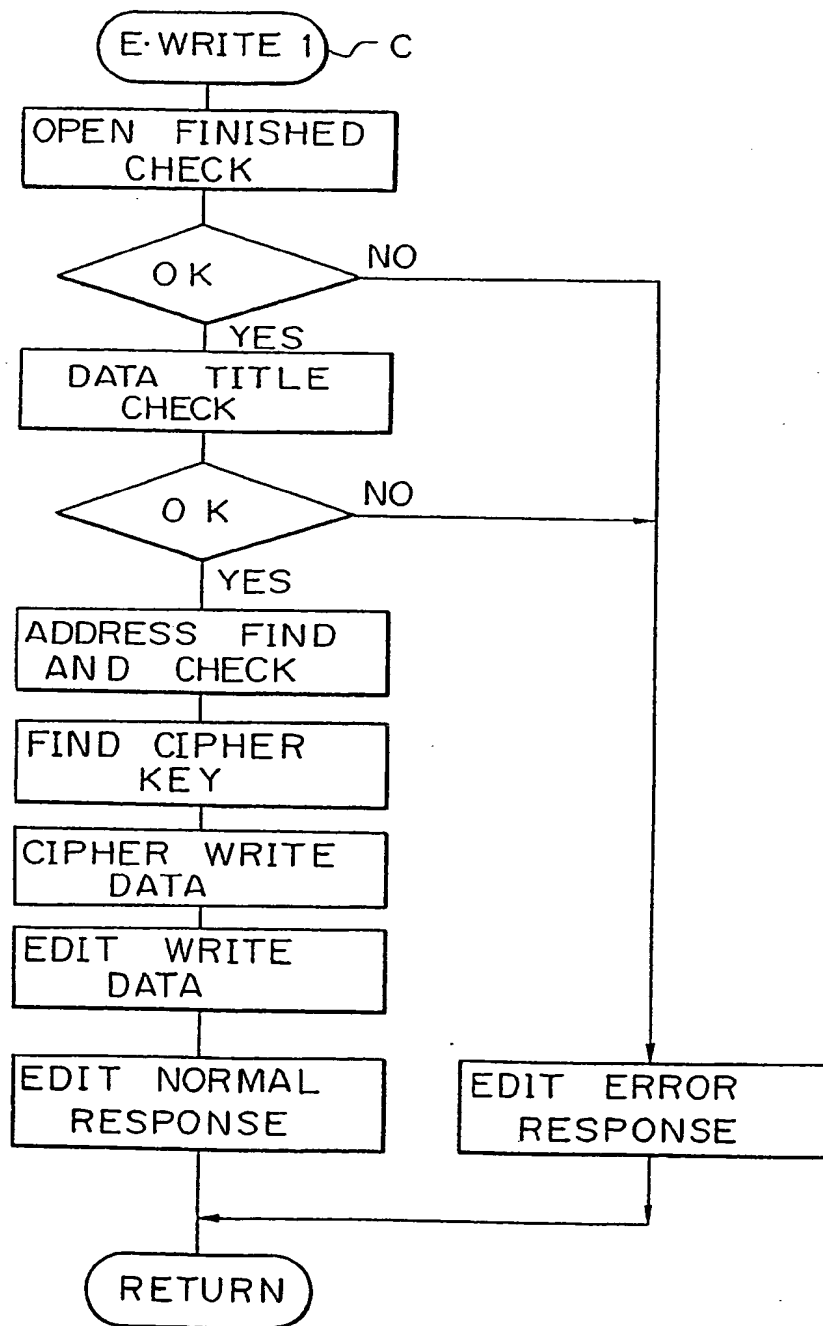 E·WRITE 1 C
OPEN FINISHED
CHECK
OK NO
YES
DATA TITLE
CHECK
OK NO
YES
ADDRESS FIND
AND CHECK
FIND CIPHER
KEY
CIPHER WRITE
DATA
EDIT WRITE
DATA
EDIT NORMAL
RESPONSE
EDIT ERROR
RESPONSE
RETURN